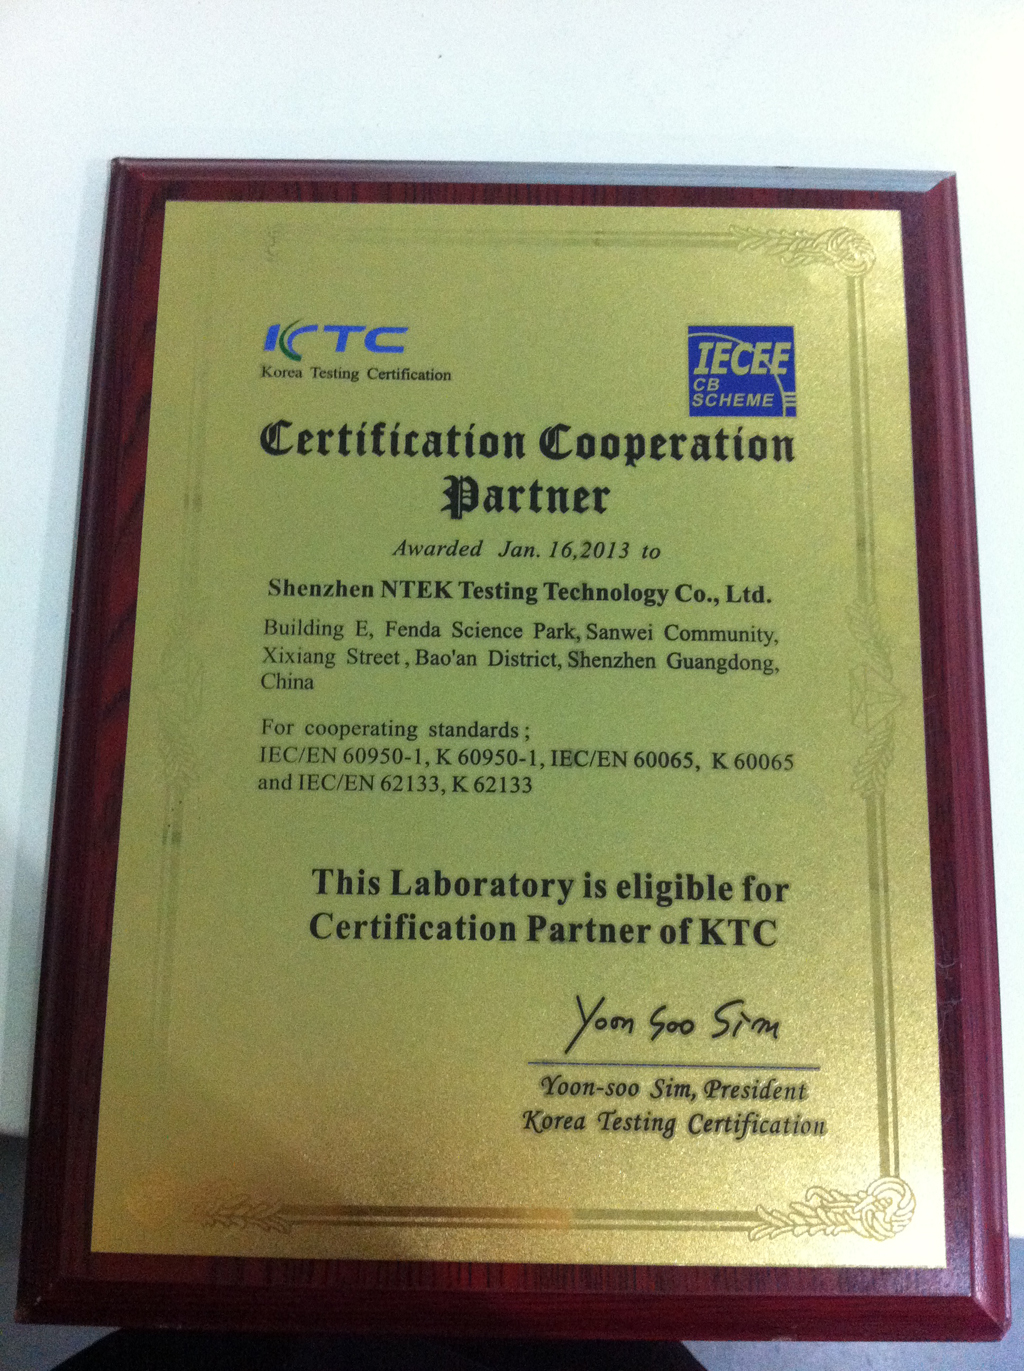 KTC
Korea Testing Certification
IECEE
CB
SCHEME
Certification Cooperation
Partner
Awarded Jan. 16,2013 to
Shenzhen NTEK Testing Technology Co., Ltd.
Building E, Fenda Science Park, Sanwei Community,
Xixiang Street, Bao'an District, Shenzhen Guangdong,
China
For cooperating standards;
IEC/EN 60950-1, K 60950-1, IEC/EN 60065, K 60065
and IEC/EN 62133, K 62133
This Laboratory is eligible for
Certification Partner of KTC
Yoon Soo Sim
Yoon-soo Sim, President
Korea Testing Certification